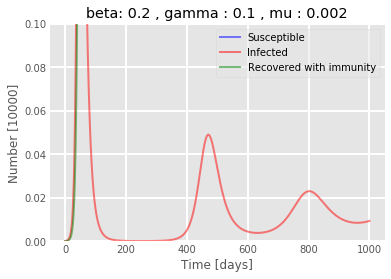 beta: 0.2 , gamma : 0.1 , mu : 0.002
Susceptible
Infected
Recovered with immunity
Number [10000]
0.10
0.08
0.06
0.04
0.02
0.00
0 200 400 600 800 1000
Time [days]